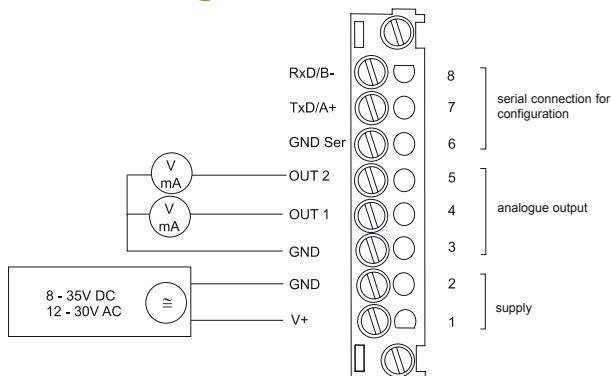 RxD/B- 8
TxD/A+ 7 serial connection for
configuration
GND Ser 6
V
mA OUT 2 5
V
mA OUT 1 4 analogue output
GND 3
GND 2
8 - 35V DC
12 - 30V AC ≅ supply
V+ 1